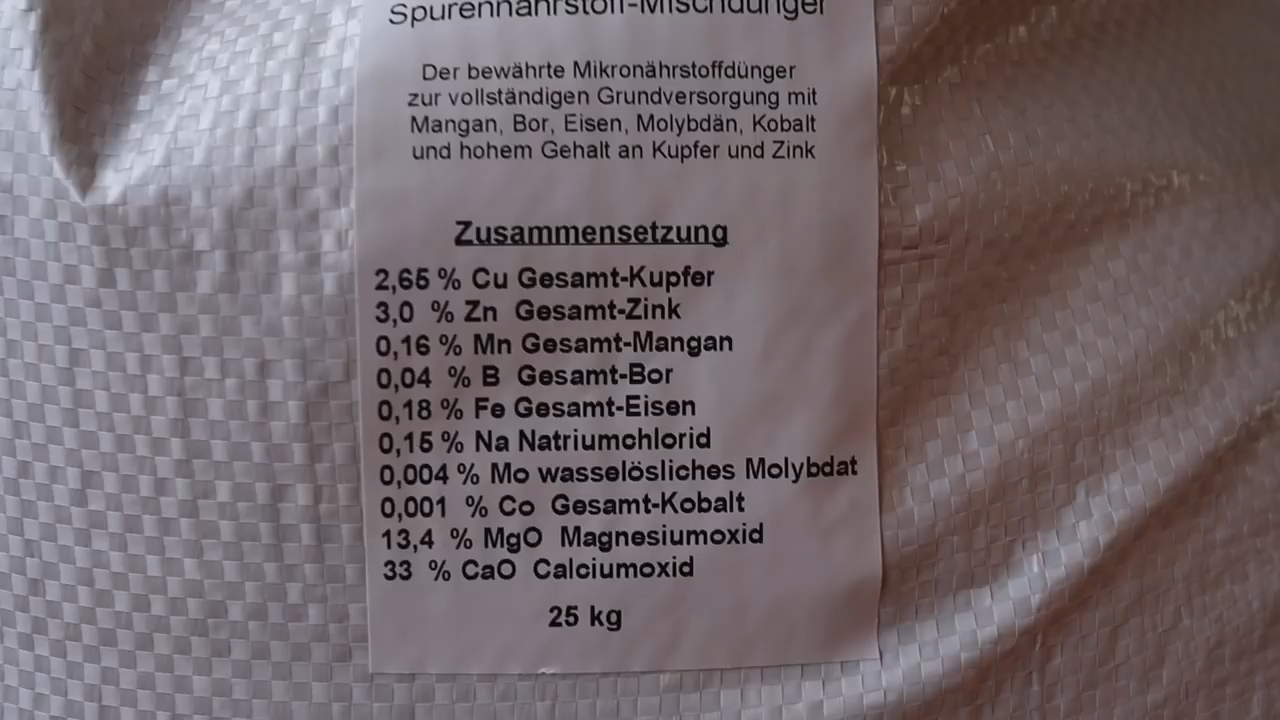 Spurennährstoff-Mischdünger
Der bewährte Mikronährstoffdünger
zur vollständigen Grundversorgung mit
Mangan, Bor, Eisen, Molybdän, Kobalt
und hohem Gehalt an Kupfer und Zink
Zusammensetzung
2,65 % Cu Gesamt-Kupfer
3,0 % Zn Gesamt-Zink
0,16 % Mn Gesamt-Mangan
0,04 % B Gesamt-Bor
0,18 % Fe Gesamt-Eisen
0,15 % Na Natriumchlorid
0,004 % Mo wasselösliches Molybdat
0,001 % Co Gesamt-Kobalt
13,4 % MgO Magnesiumoxid
33 % CaO Calciumoxid
25 kg